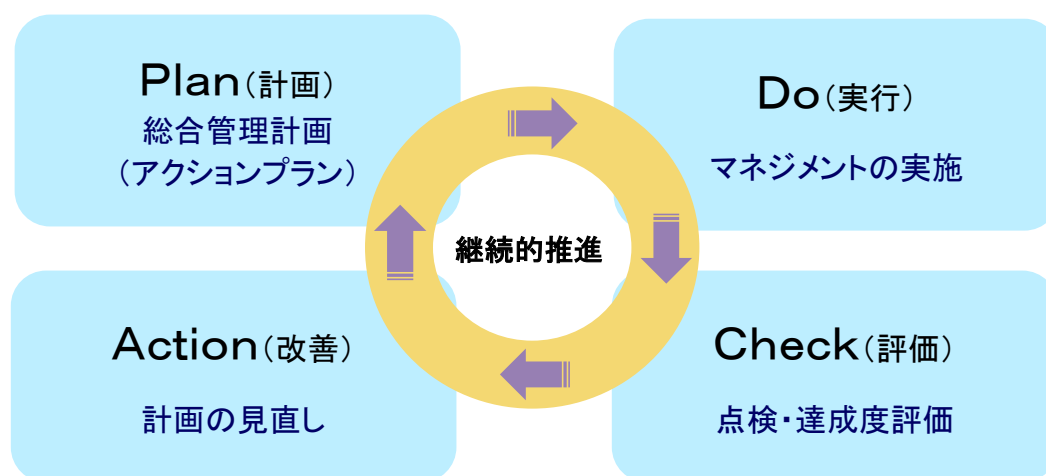 Plan(計画)
総合管理計画
(アクションプラン)
Do(実行)
マネジメントの実施
継続的推進
Action(改善)
計画の見直し
Check(評価)
点検・達成度評価